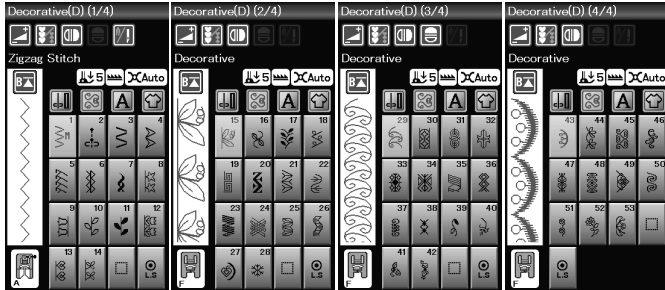 Decorative(D) (1/4)
Zigzag Stitch
B
5
Auto
A
1 2 3 4
M
5 6 7 8
9 10 11 12
13 14
A
L.S
Decorative(D) (2/4)
Decorative
B
5
Auto
A
15 16 17 18
19 20 21 22
23 24 25 26
27 28
F
L.S
Decorative(D) (3/4)
Decorative
B
5
Auto
A
29 30 31 32
33 34 35 36
37 38 39 40
41 42
F
L.S
Decorative(D) (4/4)
Decorative
B
5
Auto
A
43 44 45 46
47 48 49 50
51 52 53
F
L.S